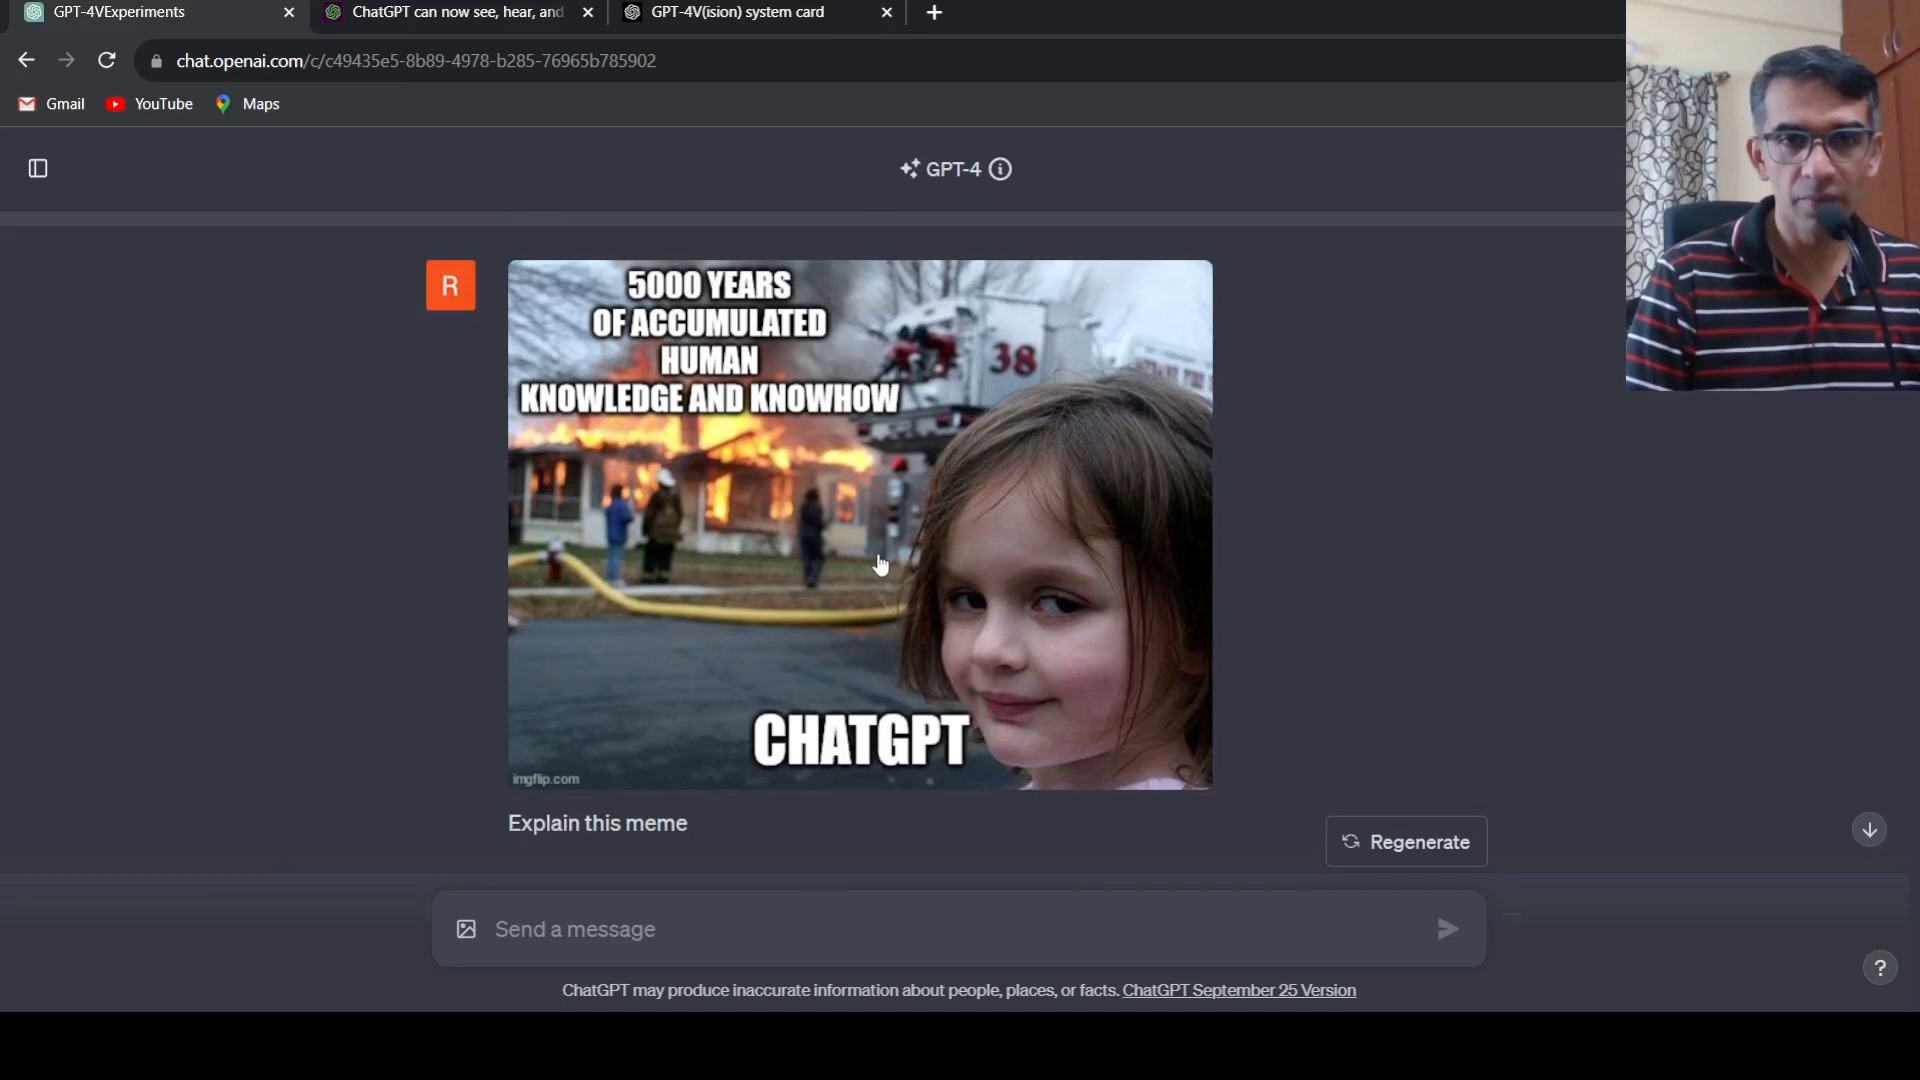 GPT-4VExperiments
ChatGPT can now see, hear, and
GPT-4V(ision) system card
chat.openai.com/c/c49435e5-8b89-4978-b285-76965b785902
Gmail
YouTube
Maps
GPT-4
R
5000 YEARS
OF ACCUMULATED
HUMAN
KNOWLEDGE AND KNOWHOW
38
CHATGPT
imgflip.com
Explain this meme
Regenerate
Send a message
?
ChatGPT may produce inaccurate information about people, places, or facts. ChatGPT September 25 Version